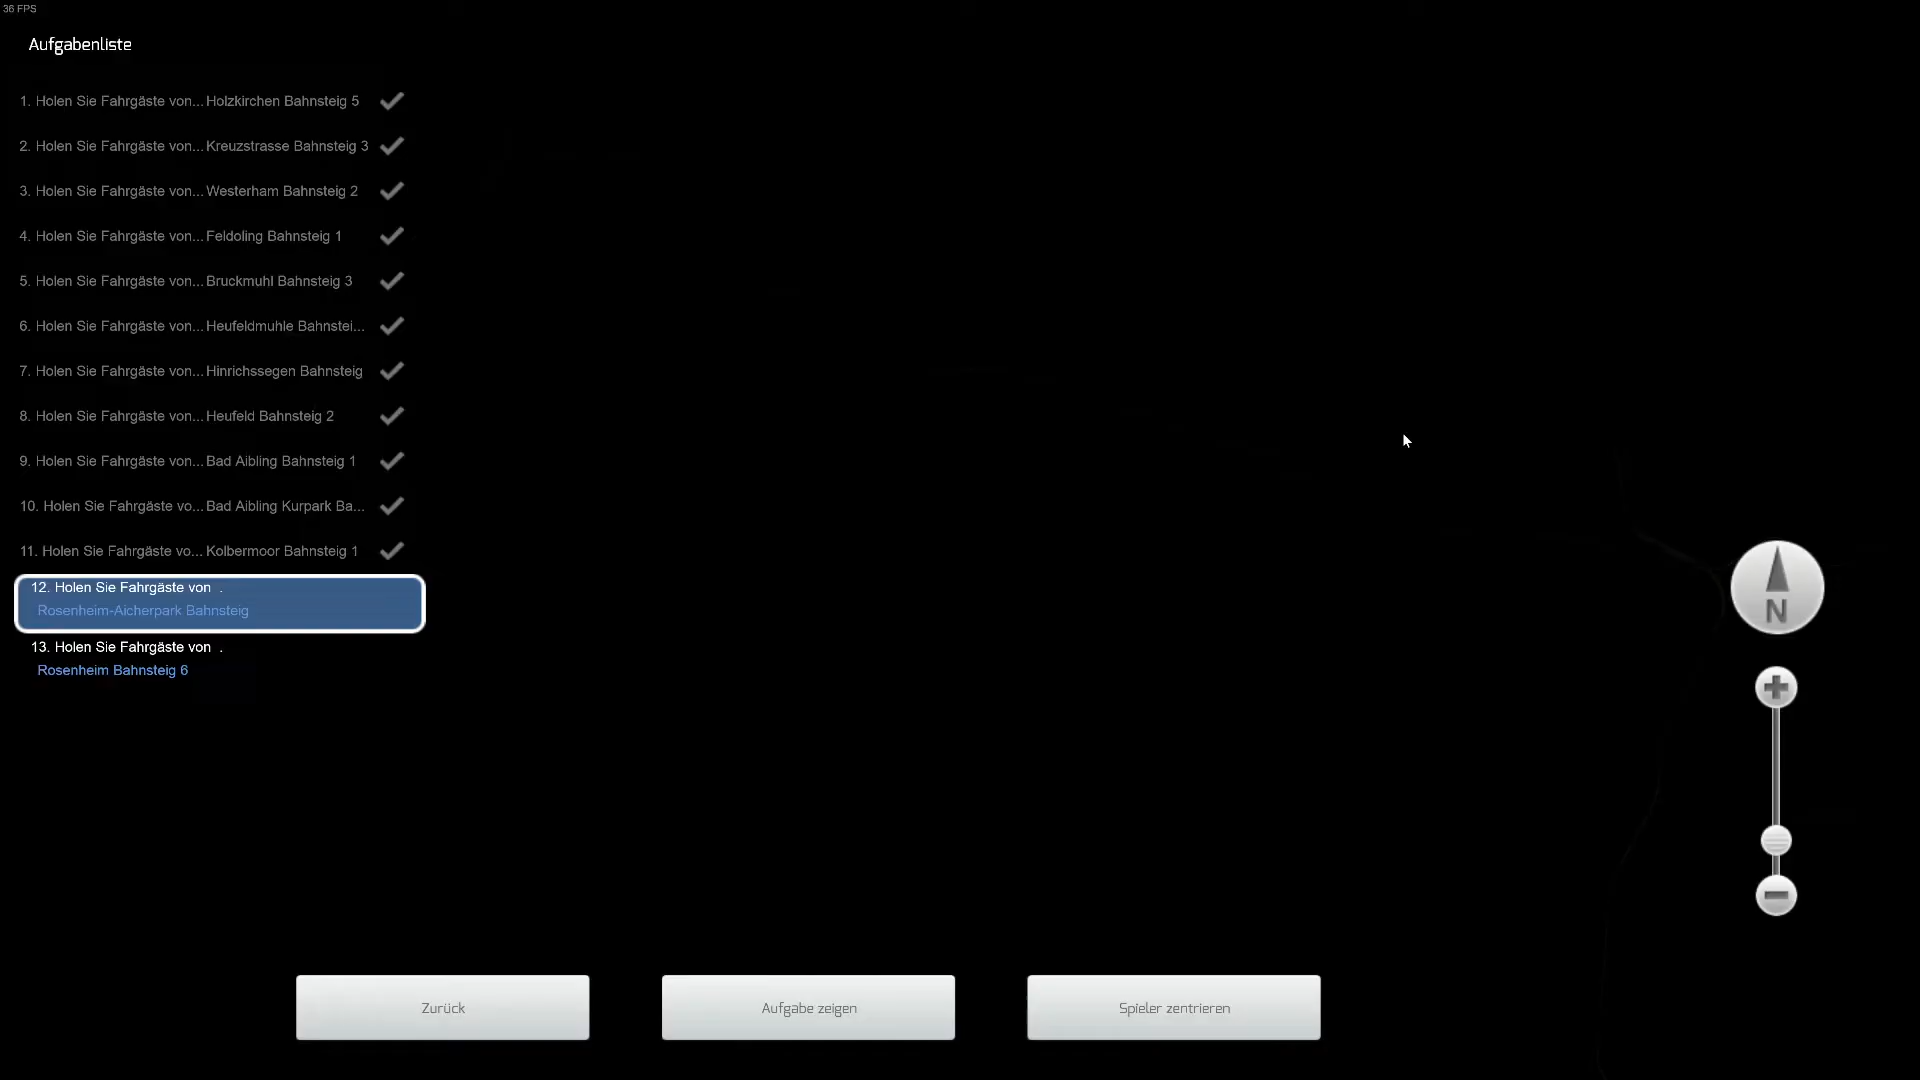 36 FPS
Aufgabenliste
1. Holen Sie Fahrgäste von... Holzkirchen Bahnsteig 5
2. Holen Sie Fahrgäste von... Kreuzstrasse Bahnsteig 3
3. Holen Sie Fahrgäste von... Westerham Bahnsteig 2
4. Holen Sie Fahrgäste von... Feldoling Bahnsteig 1
5. Holen Sie Fahrgäste von... Bruckmuhl Bahnsteig 3
6. Holen Sie Fahrgäste von... Heufeldmuhle Bahnstei...
7. Holen Sie Fahrgäste von... Hinrichssegen Bahnsteig
8. Holen Sie Fahrgäste von... Heufeld Bahnsteig 2
9. Holen Sie Fahrgäste von... Bad Aibling Bahnsteig 1
10. Holen Sie Fahrgäste vo... Bad Aibling Kurpark Ba...
11. Holen Sie Fahrgäste vo... Kolbermoor Bahnsteig 1
12. Holen Sie Fahrgäste von .
Rosenheim-Aicherpark Bahnsteig
13. Holen Sie Fahrgäste von .
Rosenheim Bahnsteig 6
N
Zurück
Aufgabe zeigen
Spieler zentrieren